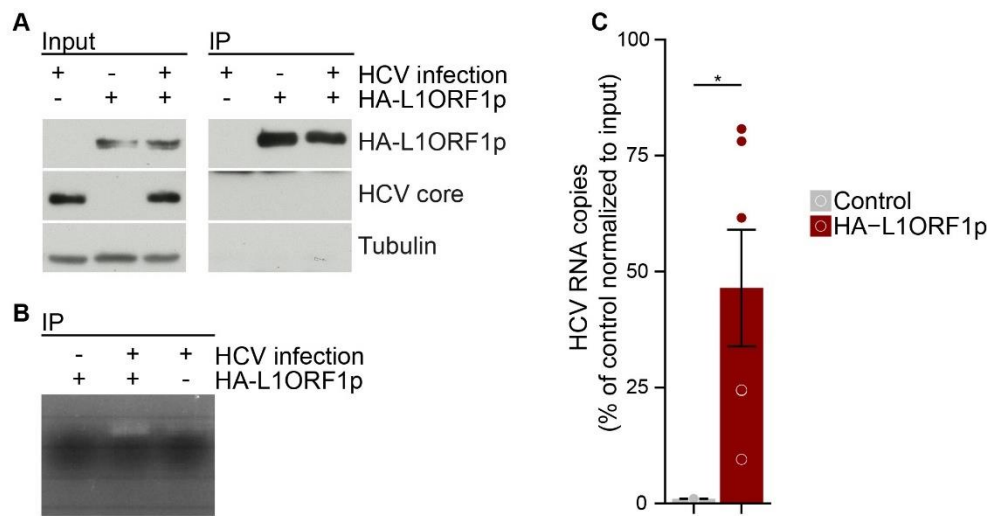 A
Input
IP
+ - + + - + HCV infection
- + + - + + HA-L1ORF1p
HA-L1ORF1p
HCV core
Tubulin
B
IP
- + + HCV infection
+ + - HA-L1ORF1p
C
HCV RNA copies
(% of control normalized to input)
100
75
50
25
0
*
Control
HA-L1ORF1p